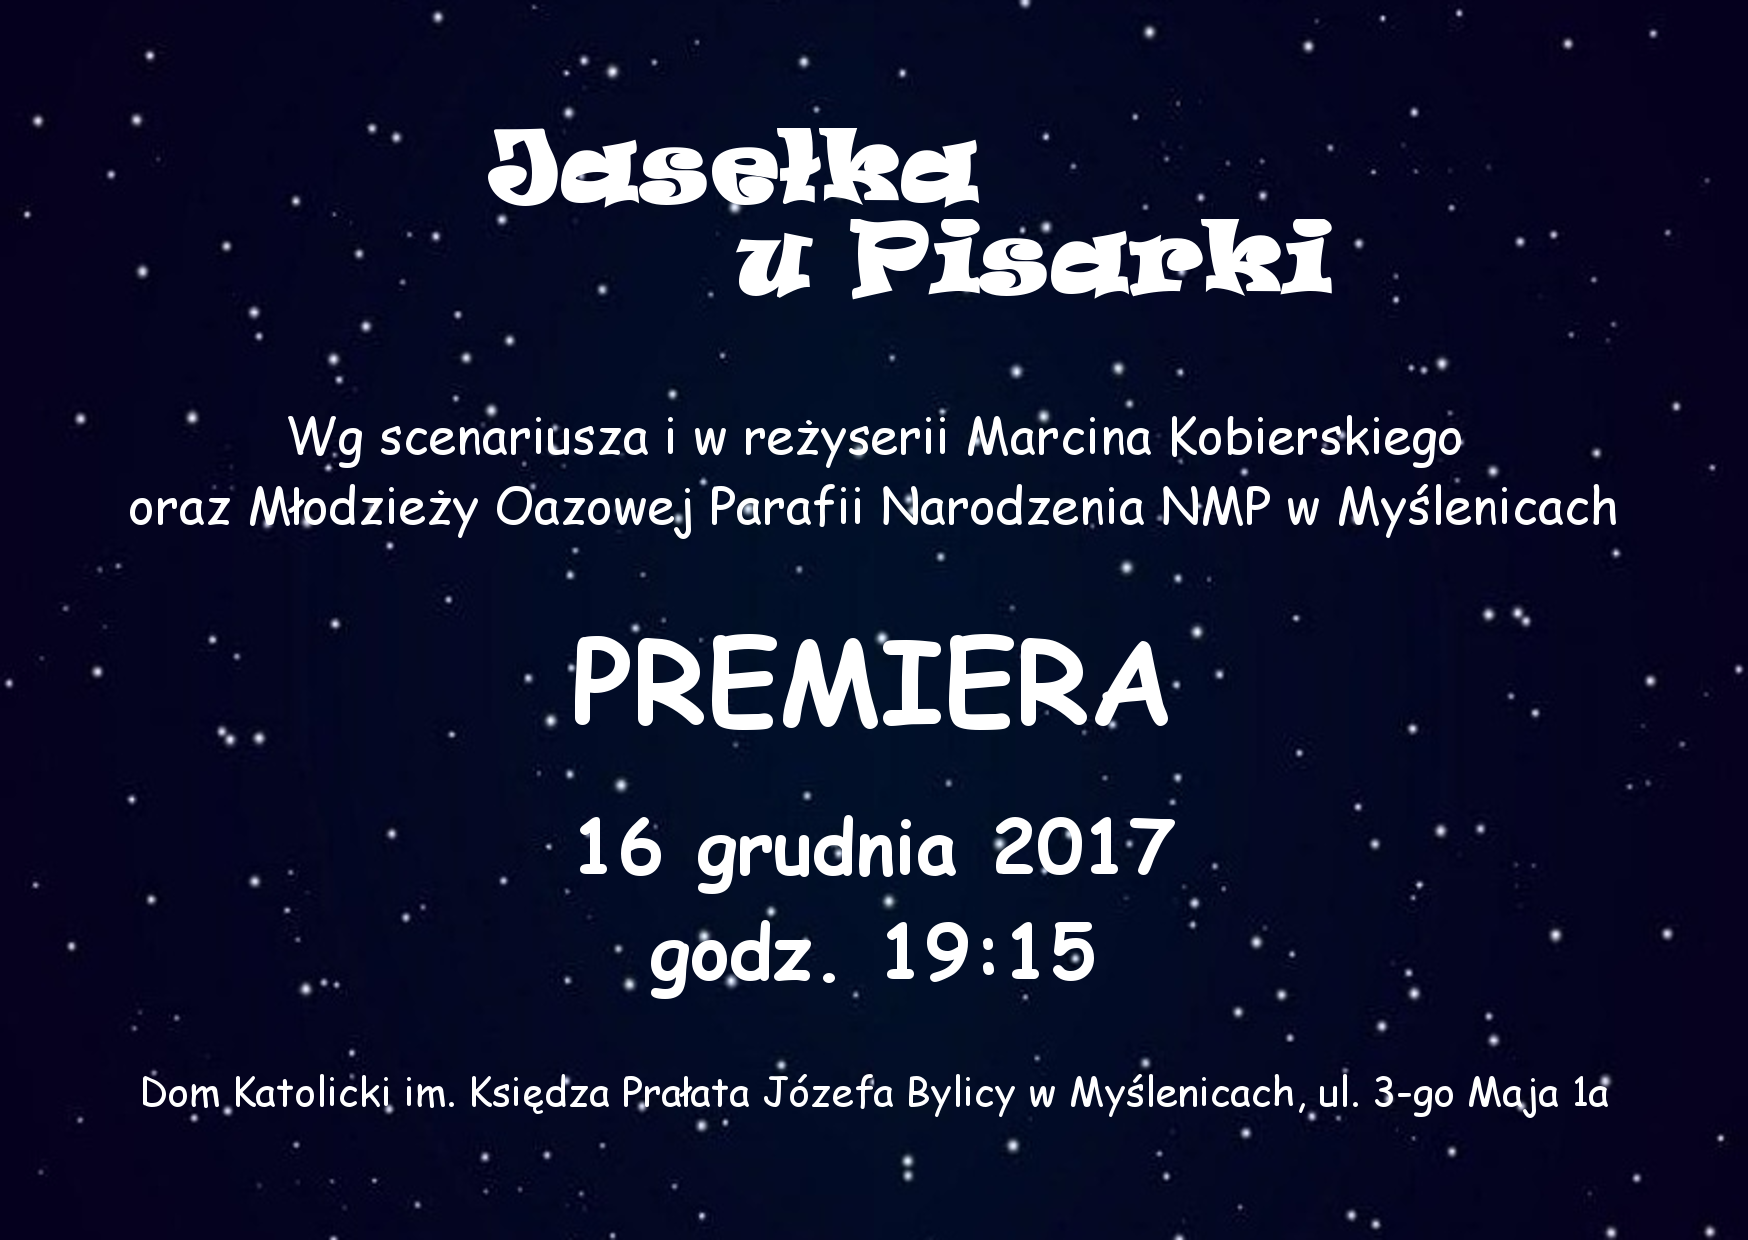 Jasełka
u Pisarki
Wg scenariusza i w reżyserii Marcina Kobierskiego
oraz Młodzieży Oazowej Parafii Narodzenia NMP w Myślenicach
PREMIERA
16 grudnia 2017
godz. 19:15
Dom Katolicki im. Księdza Prałata Józefa Bylicy w Myślenicach, ul. 3-go Maja 1a